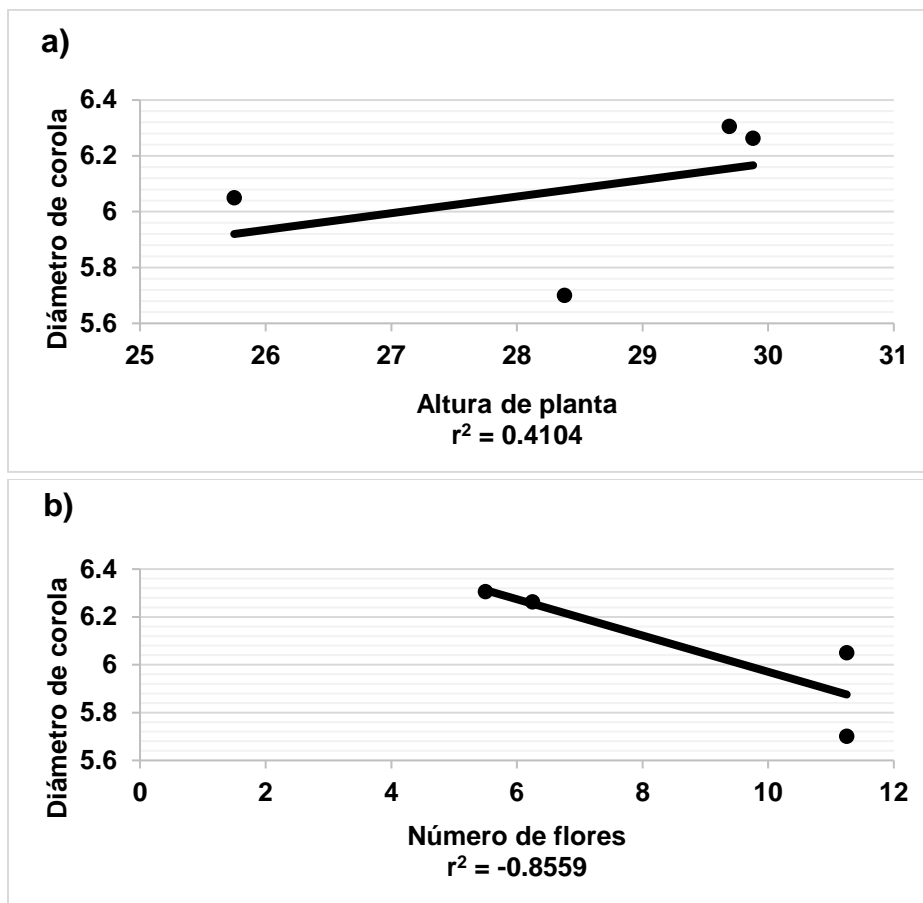 a)
Diámetro de corola
6.4
6.2
6
5.8
5.6
25 26 27 28 29 30 31
Altura de planta
r² = 0.4104
b)
Diámetro de corola
6.4
6.2
6
5.8
5.6
0 2 4 6 8 10 12
Número de flores
r² = -0.8559